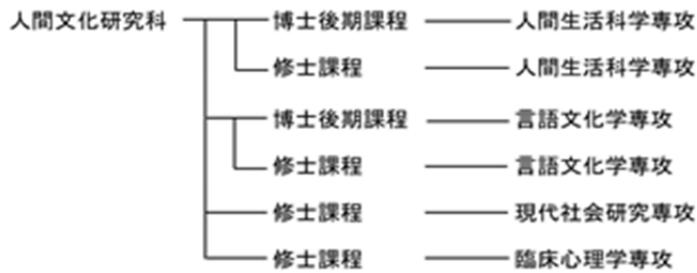 人間文化研究科 博士後期課程 人間生活科学専攻
修士課程 人間生活科学専攻
博士後期課程 言語文化学専攻
修士課程 言語文化学専攻
修士課程 現代社会研究専攻
修士課程 臨床心理学専攻